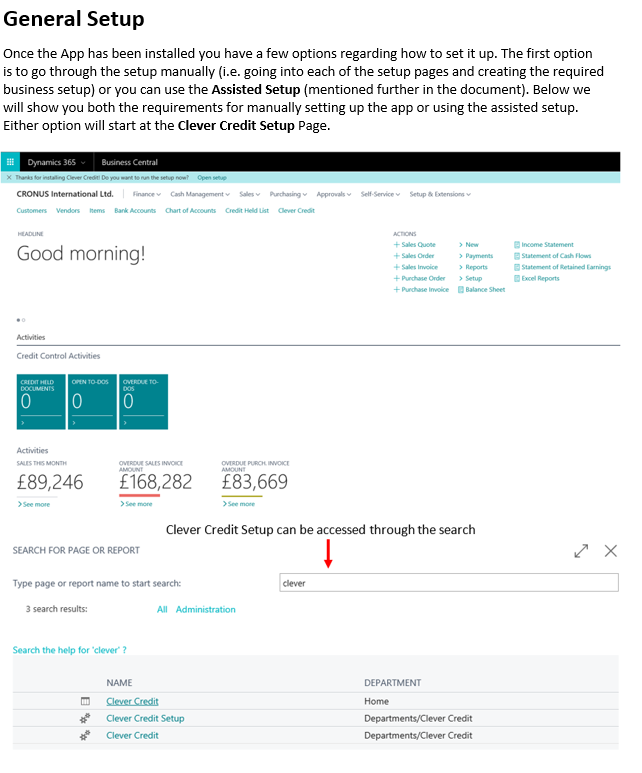 General Setup
Once the App has been installed you have a few options regarding how to set it up. The first option
is to go through the setup manually (i.e. going into each of the setup pages and creating the required
business setup) or you can use the Assisted Setup (mentioned further in the document). Below we
will show you both the requirements for manually setting up the app or using the assisted setup.
Either option will start at the Clever Credit Setup Page.
Dynamics 365 Business Central
Thanks for installing Clever Credit! Do you want to run the setup now? Open setup
CRONUS International Ltd. Finance Cash Management Sales Purchasing Approvals Self-Service Setup & Extensions
Customers Vendors Items Bank Accounts Chart of Accounts Credit Held List Clever Credit
HEADLINE
Good morning!
ACTIONS
+ Sales Quote > New Income Statement
+ Sales Order > Payments Statement of Cash Flows
+ Sales Invoice > Reports Statement of Retained Earnings
+ Purchase Order > Setup Excel Reports
+ Purchase Invoice Balance Sheet
Activities
Credit Control Activities
CREDIT HELD DOCUMENTS
0
OPEN TO-DOS
0
OVERDUE TO-DOS
0
Activities
SALES THIS MONTH
£89,246
> See more
OVERDUE SALES INVOICE AMOUNT
£168,282
> See more
OVERDUE PURCH. INVOICE AMOUNT
£83,669
> See more
Clever Credit Setup can be accessed through the search
SEARCH FOR PAGE OR REPORT
Type page or report name to start search: clever
3 search results: All Administration
Search the help for 'clever' ?
NAME DEPARTMENT
Clever Credit Home
Clever Credit Setup Departments/Clever Credit
Clever Credit Departments/Clever Credit